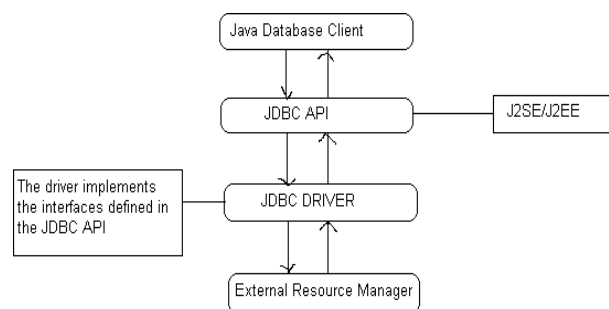 Java Database Client
JDBC API
J2SE/J2EE
The driver implements
the interfaces defined in
the JDBC API
JDBC DRIVER
External Resource Manager